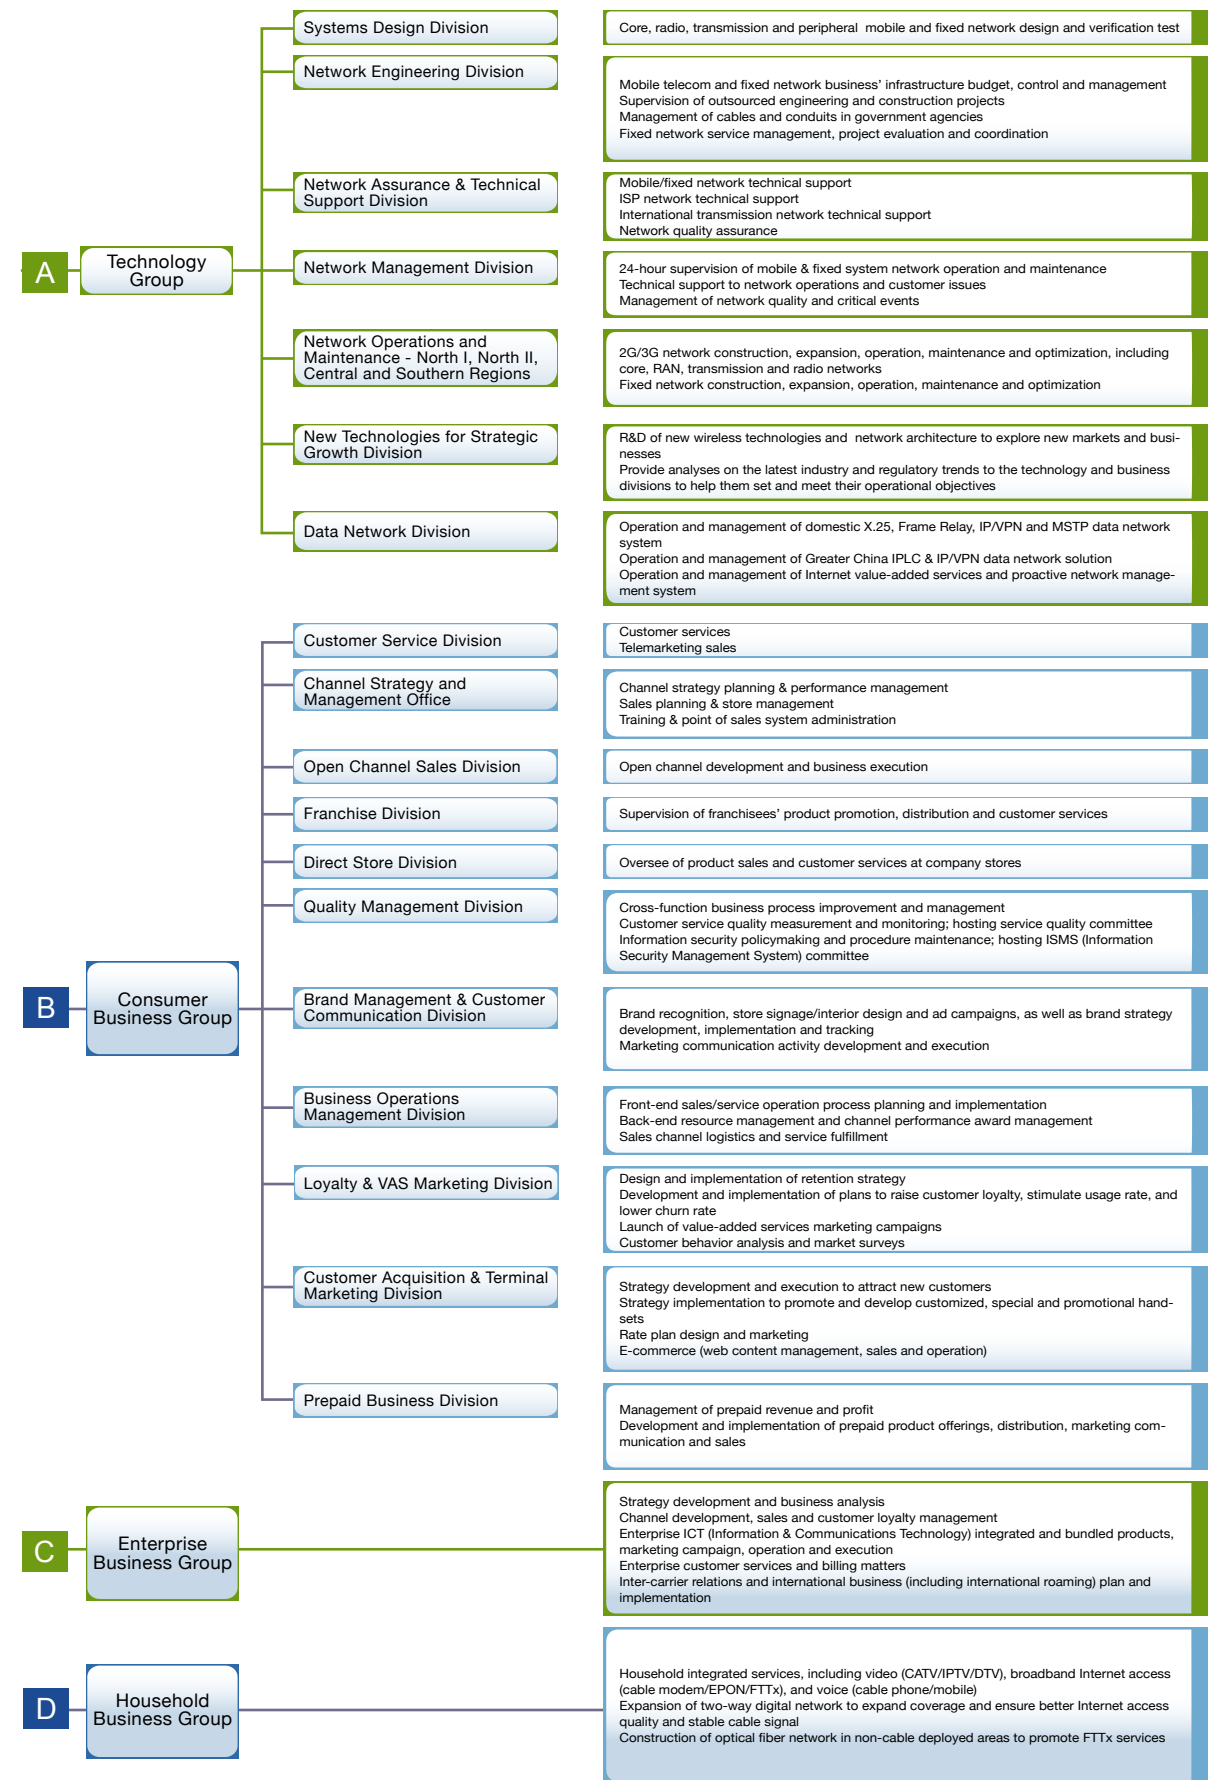 Systems Design Division
Core, radio, transmission and peripheral  mobile and fixed network design and verification test
Network Engineering Division
Mobile telecom and fixed network business’ infrastructure budget, control and management
Supervision of outsourced engineering and construction projects
Management of cables and conduits in government agencies
Fixed network service management, project evaluation and coordination
Network Assurance & Technical
Support Division
Mobile/fixed network technical support
ISP network technical support
International transmission network technical support
Network quality assurance
A
Technology
Group
Network Management Division
24-hour supervision of mobile & fixed system network operation and maintenance
Technical support to network operations and customer issues
Management of network quality and critical events
Network Operations and
Maintenance - North I, North II,
Central and Southern Regions
2G/3G network construction, expansion, operation, maintenance and optimization, including
core, RAN, transmission and radio networks
Fixed network construction, expansion, operation, maintenance and optimization
New Technologies for Strategic
Growth Division
R&D of new wireless technologies and  network architecture to explore new markets and busi-
nesses
Provide analyses on the latest industry and regulatory trends to the technology and business
divisions to help them set and meet their operational objectives
Data Network Division
Operation and management of domestic X.25, Frame Relay, IP/VPN and MSTP data network
system
Operation and management of Greater China IPLC & IP/VPN data network solution
Operation and management of Internet value-added services and proactive network manage-
ment system
Customer Service Division
Customer services
Telemarketing sales
Channel Strategy and
Management Office
Channel strategy planning & performance management
Sales planning & store management
Training & point of sales system administration
Open Channel Sales Division
Open channel development and business execution
Franchise Division
Supervision of franchisees’ product promotion, distribution and customer services
Direct Store Division
Oversee of product sales and customer services at company stores
Quality Management Division
Cross-function business process improvement and management
Customer service quality measurement and monitoring; hosting service quality committee
Information security policymaking and procedure maintenance; hosting ISMS (Information
Security Management System) committee
B
Consumer
Business Group
Brand Management & Customer
Communication Division
Brand recognition, store signage/interior design and ad campaigns, as well as brand strategy
development, implementation and tracking
Marketing communication activity development and execution
Business Operations
Management Division
Front-end sales/service operation process planning and implementation
Back-end resource management and channel performance award management
Sales channel logistics and service fulfillment
Loyalty & VAS Marketing Division
Design and implementation of retention strategy
Development and implementation of plans to raise customer loyalty, stimulate usage rate, and
lower churn rate
Launch of value-added services marketing campaigns
Customer behavior analysis and market surveys
Customer Acquisition & Terminal
Marketing Division
Strategy development and execution to attract new customers
Strategy implementation to promote and develop customized, special and promotional hand-
sets
Rate plan design and marketing
E-commerce (web content management, sales and operation)
Prepaid Business Division
Management of prepaid revenue and profit
Development and implementation of prepaid product offerings, distribution, marketing com-
munication and sales
C
Enterprise
Business Group
Strategy development and business analysis
Channel development, sales and customer loyalty management
Enterprise ICT (Information & Communications Technology) integrated and bundled products,
marketing campaign, operation and execution
Enterprise customer services and billing matters
Inter-carrier relations and international business (including international roaming) plan and
implementation
D
Household
Business Group
Household integrated services, including video (CATV/IPTV/DTV), broadband Internet access
(cable modem/EPON/FTTx), and voice (cable phone/mobile)
Expansion of two-way digital network to expand coverage and ensure better Internet access
quality and stable cable signal
Construction of optical fiber network in non-cable deployed areas to promote FTTx services